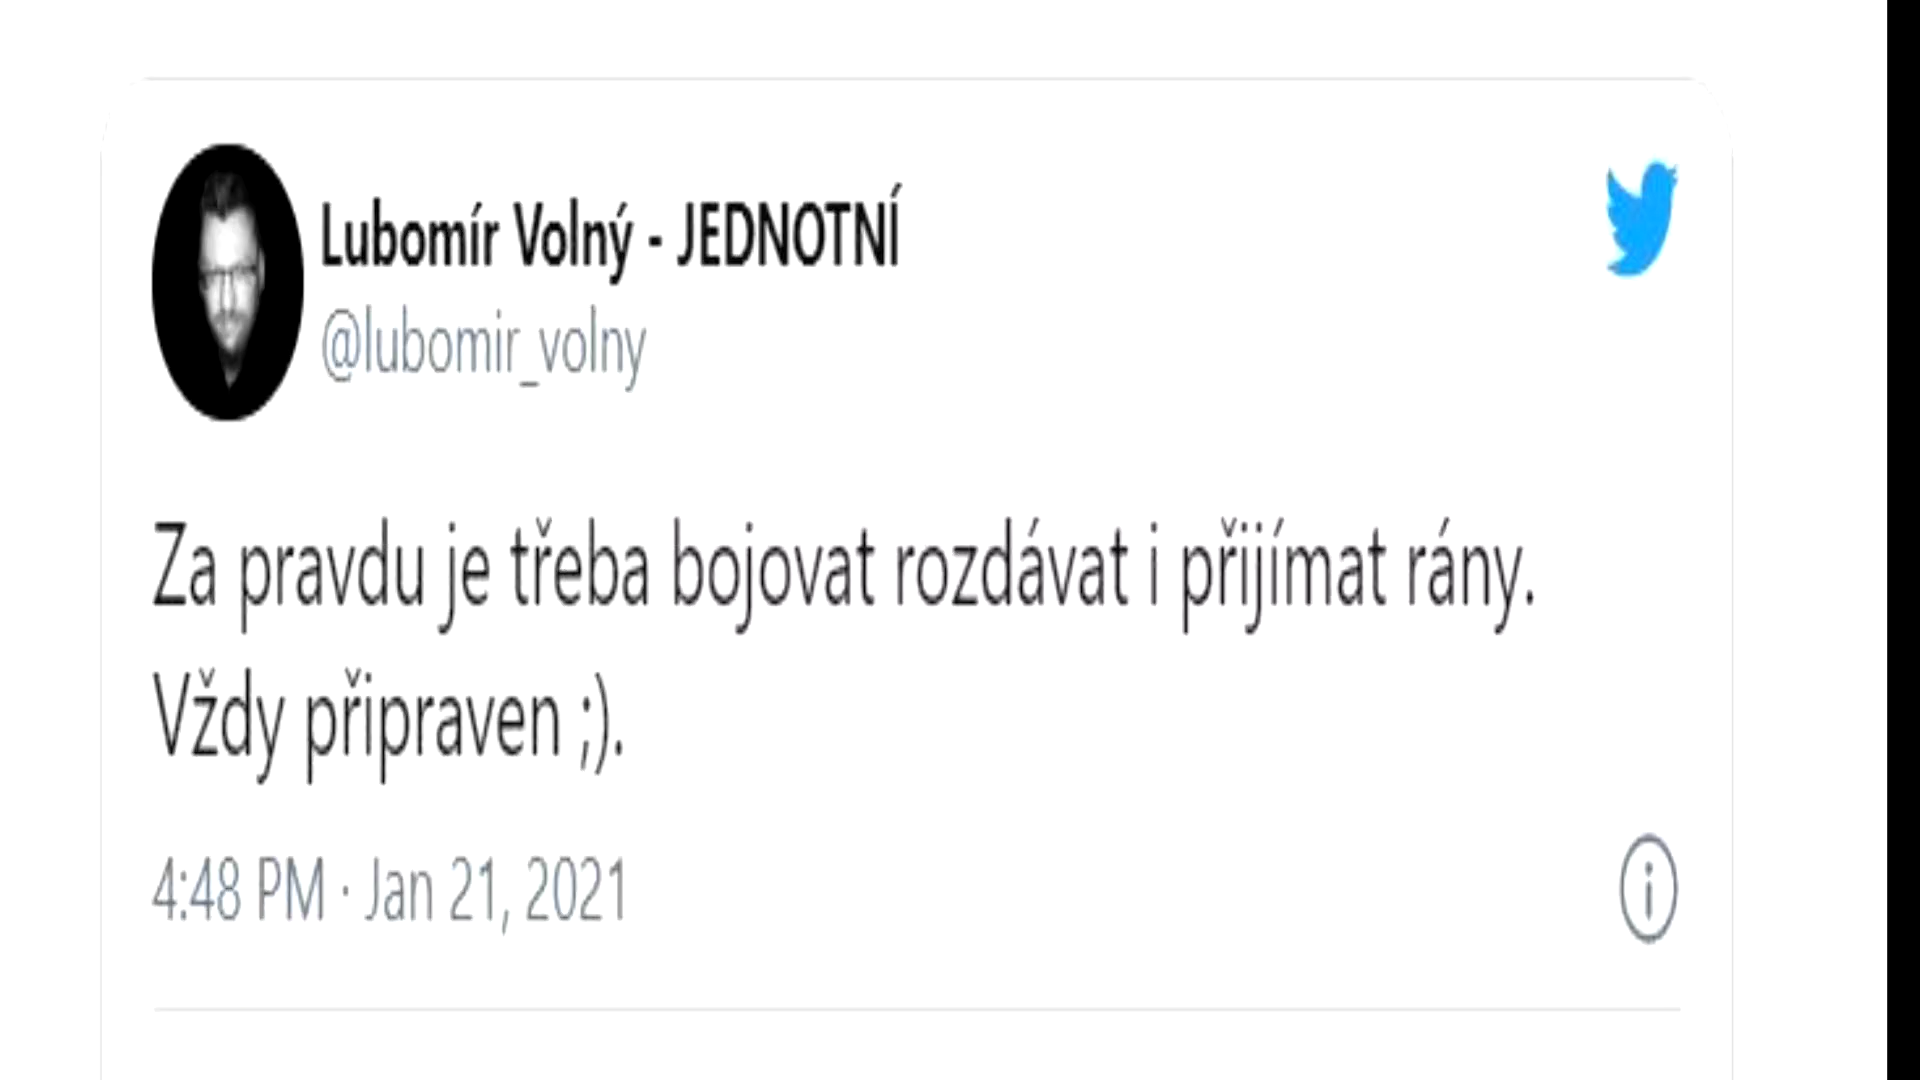 Lubomír Volný - JEDNOTNÍ
@lubomir_volny
Za pravdu je třeba bojovat rozdávat i přijímat rány.
Vždy připraven ;).
4:48 PM · Jan 21, 2021